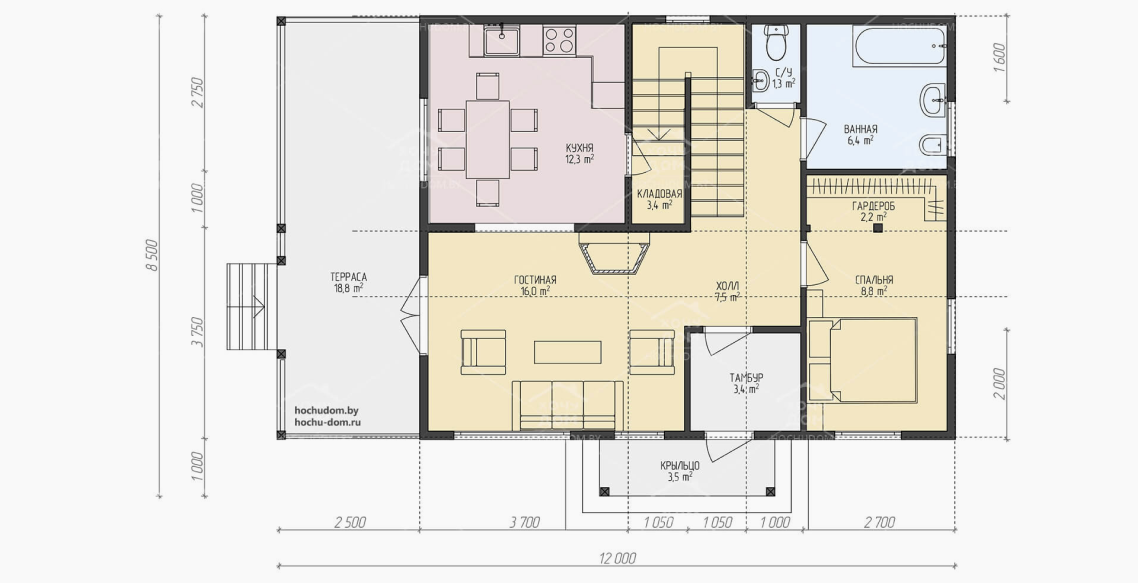 КУХНЯ
12,3 m²
С/У
1,3 m²
ВАННАЯ
6,4 m²
КЛАДОВАЯ
3,4 m²
ГАРДЕРОБ
2,2 m²
ТЕРРАСА
18,8 m²
ГОСТИНАЯ
16,0 m²
ХОЛЛ
7,5 m²
СПАЛЬНЯ
8,8 m²
ТАМБУР
3,4 m²
hochudom.by
hochu-dom.ru
КРЫЛЬЦО
3,5 m²
8 500
2 750
1 000
3 750
1 000
1 600
2 000
2 500
3 700
1 050
1 050
1 000
2 700
12 000